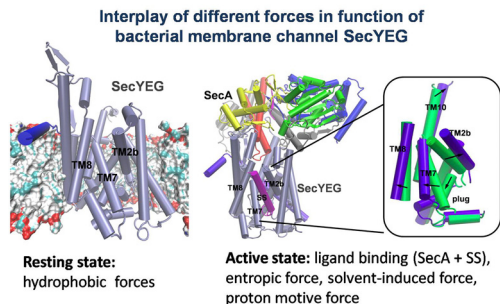 Interplay of different forces in function of
bacterial membrane channel SecYEG
SecYEG
TM8
TM2b
TM7
SecA
TM8
TM2b
SecYEG
SS
TM7
TM10
TM2b
TM8
TM7
plug
Resting state:
hydrophobic forces
Active state: ligand binding (SecA + SS),
entropic force, solvent-induced force,
proton motive force